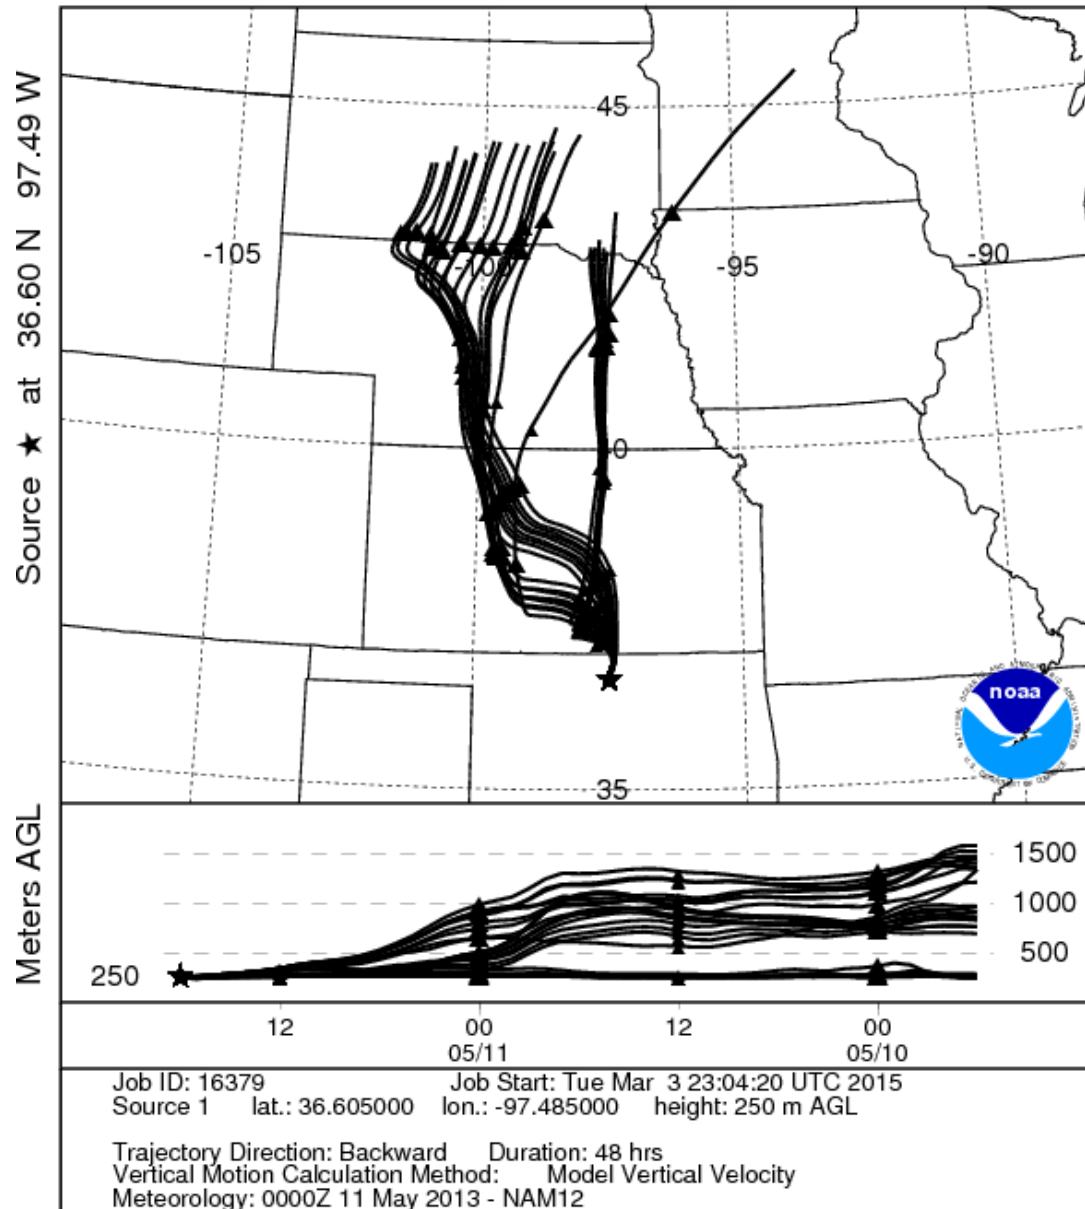 Source ★ at 36.60 N 97.49 W
45
-105
-100
-95
-90
40
35
noaa
Meters AGL
1500
1000
500
250
12 00 12 00
05/11 05/10
Job ID: 16379 Job Start: Tue Mar 3 23:04:20 UTC 2015
Source 1 lat.: 36.605000 lon.: -97.485000 height: 250 m AGL
Trajectory Direction: Backward Duration: 48 hrs
Vertical Motion Calculation Method: Model Vertical Velocity
Meteorology: 0000Z 11 May 2013 - NAM12